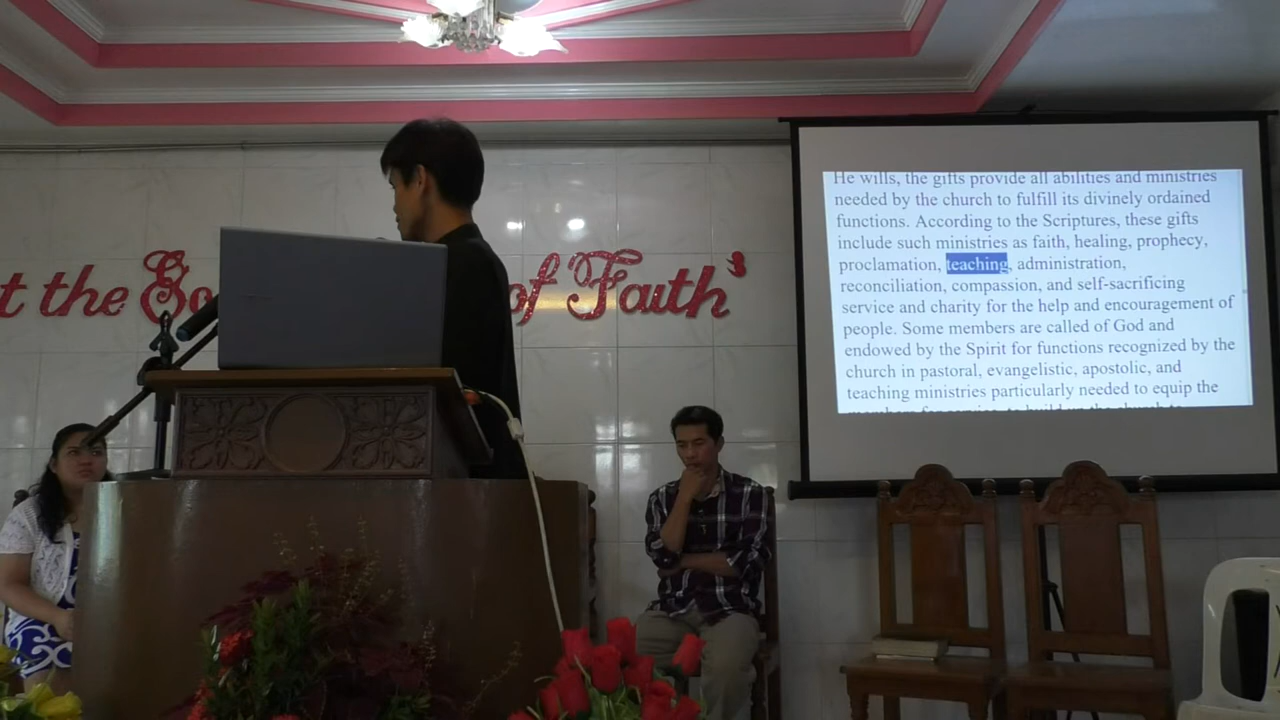 t the Go of Faith"
He wills, the gifts provide all abilities and ministries
needed by the church to fulfill its divinely ordained
functions. According to the Scriptures, these gifts
include such ministries as faith, healing, prophecy,
proclamation, teaching, administration,
reconciliation, compassion, and self-sacrificing
service and charity for the help and encouragement of
people. Some members are called of God and
endowed by the Spirit for functions recognized by the
church in pastoral, evangelistic, apostolic, and
teaching ministries particularly needed to equip the